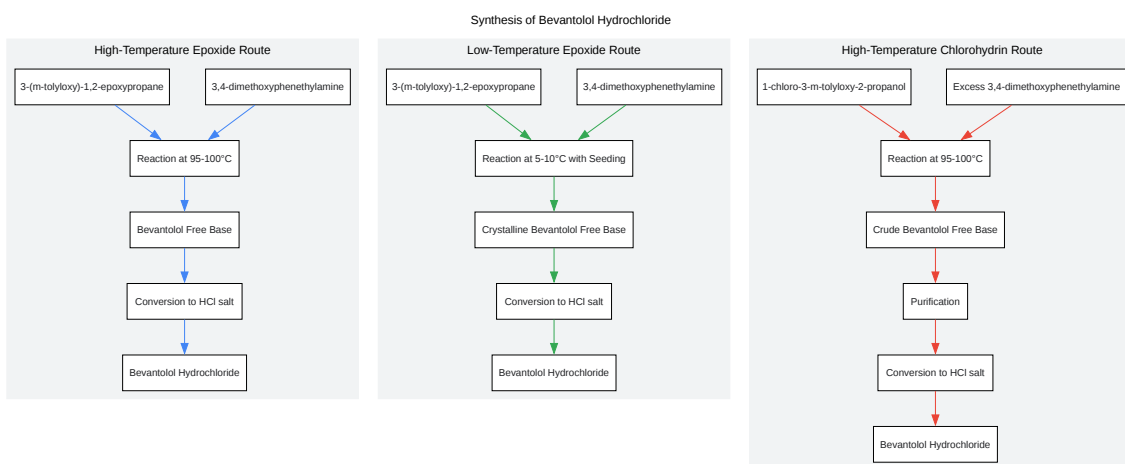 Synthesis of Bevantolol Hydrochloride
High-Temperature Epoxide Route
3-(m-tolyloxy)-1,2-epoxypropane
3,4-dimethoxyphenethylamine
Reaction at 95-100°C
Bevantolol Free Base
Conversion to HCl salt
Bevantolol Hydrochloride
Low-Temperature Epoxide Route
3-(m-tolyloxy)-1,2-epoxypropane
3,4-dimethoxyphenethylamine
Reaction at 5-10°C with Seeding
Crystalline Bevantolol Free Base
Conversion to HCl salt
Bevantolol Hydrochloride
High-Temperature Chlorohydrin Route
1-chloro-3-m-tolyloxy-2-propanol
Excess 3,4-dimethoxyphenethylamine
Reaction at 95-100°C
Crude Bevantolol Free Base
Purification
Conversion to HCl salt
Bevantolol Hydrochloride